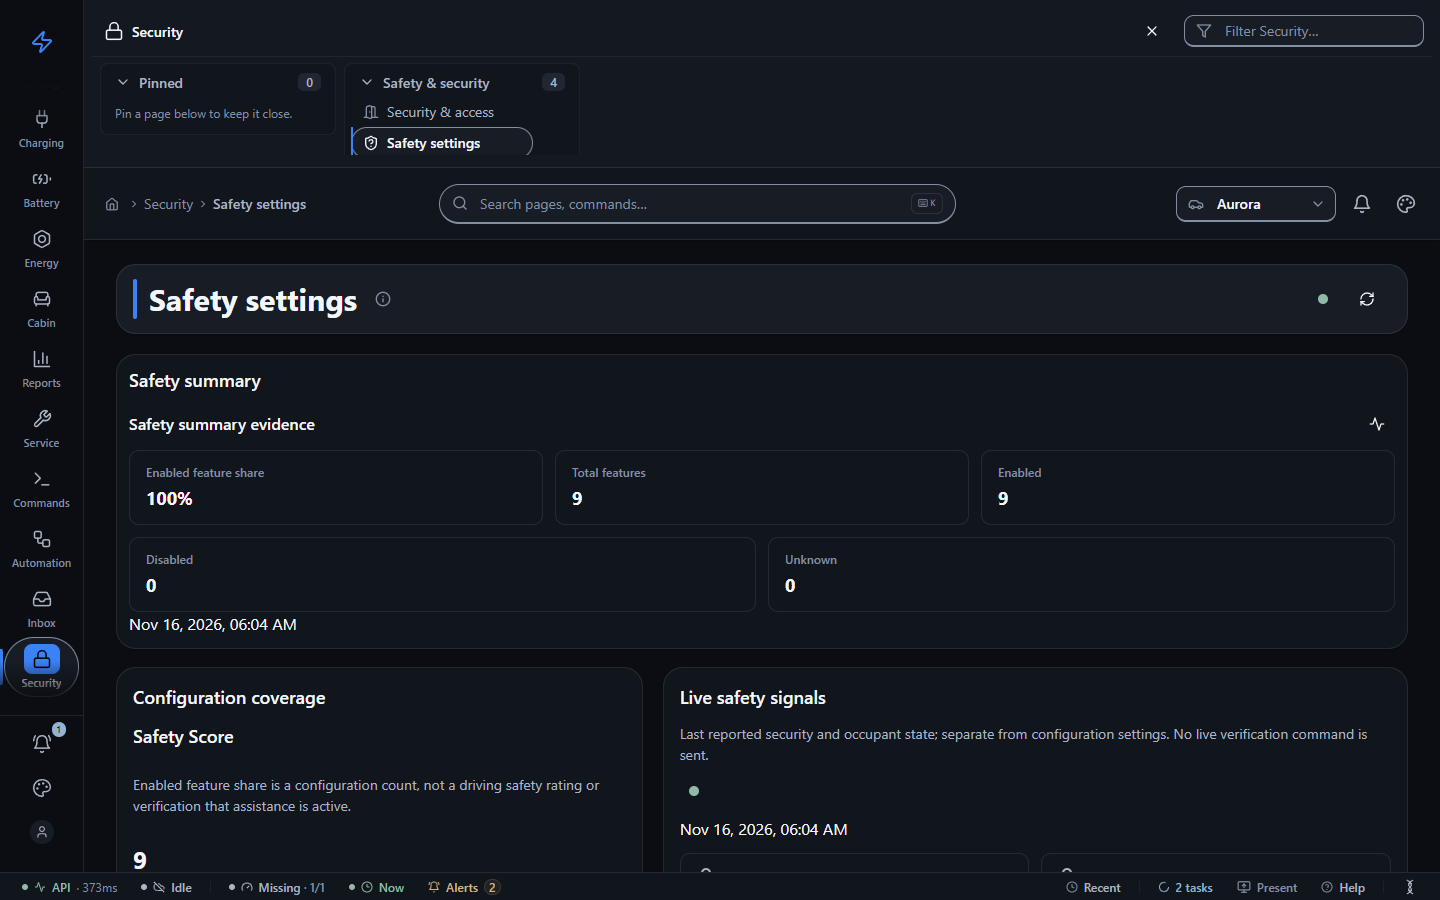 Security
Filter Security...
Pinned
0
Pin a page below to keep it close.
Safety & security
4
Security & access
Safety settings
Charging
Battery
Energy
Cabin
Reports
Service
Commands
Automation
Inbox
Security
1
Security
Safety settings
Search pages, commands...
K
Aurora
Safety settings
Safety summary
Safety summary evidence
Enabled feature share
100%
Total features
9
Enabled
9
Disabled
0
Unknown
0
Nov 16, 2026, 06:04 AM
Configuration coverage
Safety Score
Enabled feature share is a configuration count, not a driving safety rating or
verification that assistance is active.
9
Live safety signals
Last reported security and occupant state; separate from configuration settings. No live verification command is
sent.
Nov 16, 2026, 06:04 AM
API · 373ms
Idle
Missing · 1/1
Now
Alerts 2
Recent
2 tasks
Present
Help